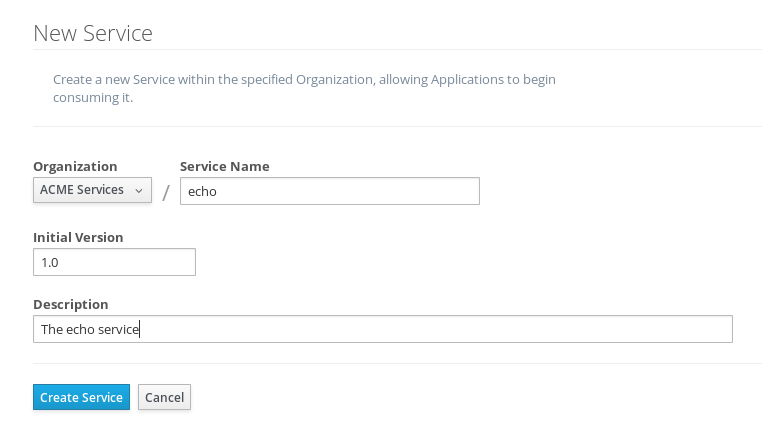 New Service
Create a new Service within the specified Organization, allowing Applications to begin
consuming it.
Organization Service Name
ACME Services / echo
Initial Version
1.0
Description
The echo service
Create Service Cancel